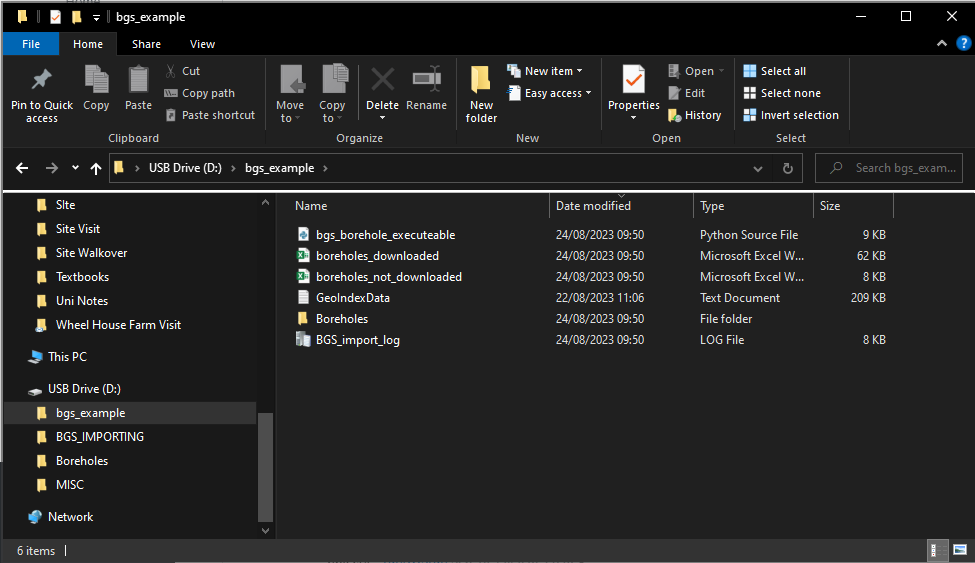 bgs_example
File Home Share View
Pin to Quick access
Copy
Paste
Cut
Copy path
Paste shortcut
Clipboard
Move to
Copy to
Delete
Rename
Organize
New folder
New item
Easy access
New
Properties
Open
Edit
History
Open
Select all
Select none
Invert selection
Select
USB Drive (D:) › bgs_example ›
Search bgs_exam...
SIte
Site Visit
Site Walkover
Textbooks
Uni Notes
Wheel House Farm Visit
This PC
USB Drive (D:)
bgs_example
BGS_IMPORTING
Boreholes
MISC
Network
Name Date modified Type Size
bgs_borehole_executeable 24/08/2023 09:50 Python Source File 9 KB
boreholes_downloaded 24/08/2023 09:50 Microsoft Excel W... 62 KB
boreholes_not_downloaded 24/08/2023 09:50 Microsoft Excel W... 8 KB
GeoIndexData 22/08/2023 11:06 Text Document 209 KB
Boreholes 24/08/2023 09:50 File folder
BGS_import_log 24/08/2023 09:50 LOG File 8 KB
6 items